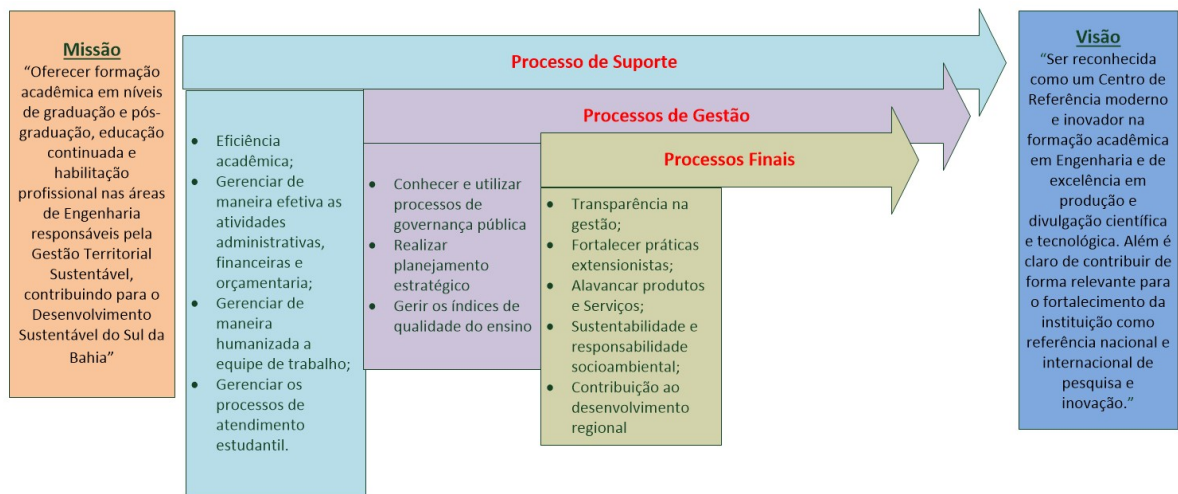 Missão
“Oferecer formação
acadêmica em níveis
de graduação e pós-
graduação, educação
continuada e
habilitação
profissional nas áreas
de Engenharia
responsáveis pela
Gestão Territorial
Sustentável,
contribuindo para o
Desenvolvimento
Sustentável do Sul da
Bahia”
Processo de Suporte
• Eficiência
acadêmica;
• Gerenciar de
maneira efetiva as
atividades
administrativas,
financeiras e
orçamentaria;
• Gerenciar de
maneira
humanizada a
equipe de trabalho;
• Gerenciar os
processos de
atendimento
estudantil.
Processos de Gestão
• Conhecer e utilizar
processos de
governança pública
• Realizar
planejamento
estratégico
• Gerir os índices de
qualidade do ensino
Processos Finais
• Transparência na
gestão;
• Fortalecer práticas
extensionistas;
• Alavancar produtos
e Serviços;
• Sustentabilidade e
responsabilidade
socioambiental;
• Contribuição ao
desenvolvimento
regional
Visão
“Ser reconhecida
como um Centro de
Referência moderno
e inovador na
formação acadêmica
em Engenharia e de
excelência em
produção e
divulgação científica
e tecnológica. Além é
claro de contribuir de
forma relevante para
o fortalecimento da
instituição como
referência nacional e
internacional de
pesquisa e
inovação.”